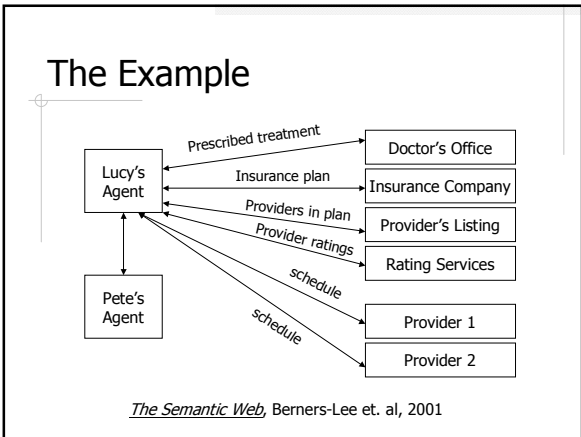 The Example
Prescribed treatment
Doctor's Office
Lucy's
Agent
Insurance plan
Insurance Company
Providers in plan
Provider's Listing
Provider ratings
Rating Services
Pete's
Agent
schedule
Provider 1
schedule
Provider 2
The Semantic Web, Berners-Lee et. al, 2001